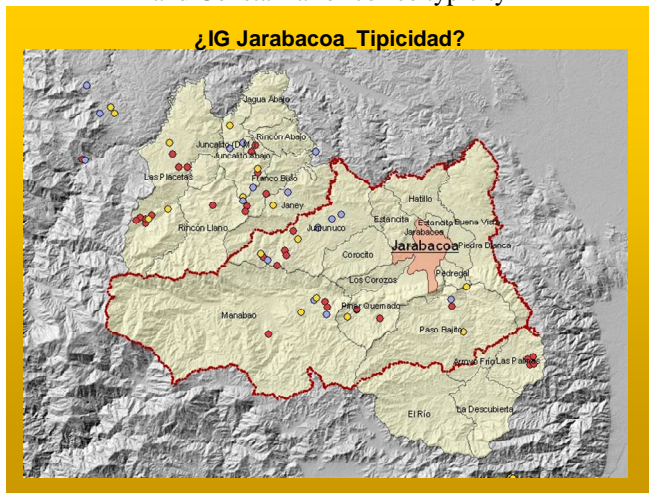 ¿IG Jarabacoa_Tipicidad?
Jagua Abajo
Rincón Abajo
Juncalito Abajo
Las Placetas
Franco Bidó
Janey
Rincón Llano
Hatillo
Estancita
Estancita
Buena Vista
Jarabacoa
Jarabacoa
Piedra Blanca
Corocito
Los Corozos
Pedregal
Manabao
Pinar Quemado
Paso Bajito
Arroyo Frío
Las Palmas
El Río
La Descubierta